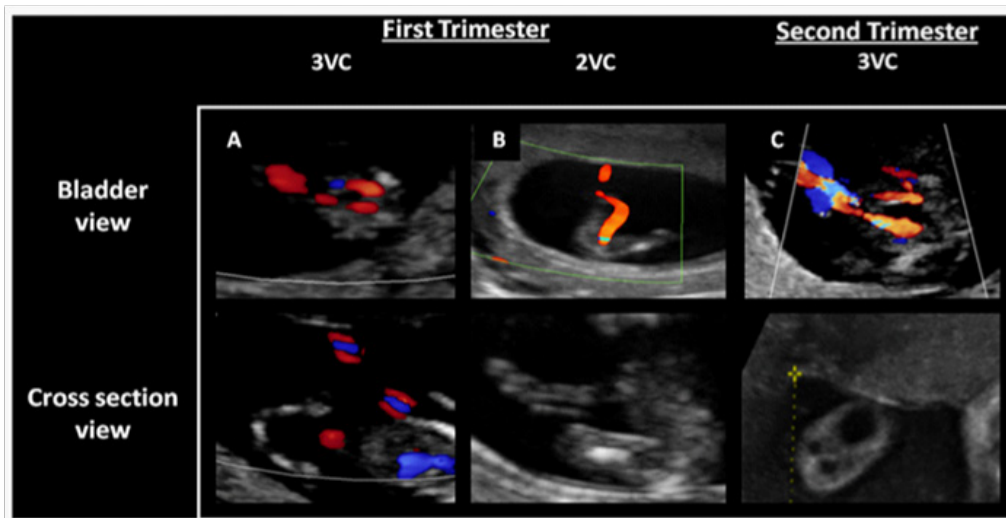 First Trimester
Second Trimester
3VC
2VC
3VC
A
B
C
Bladder
view
Cross section
view